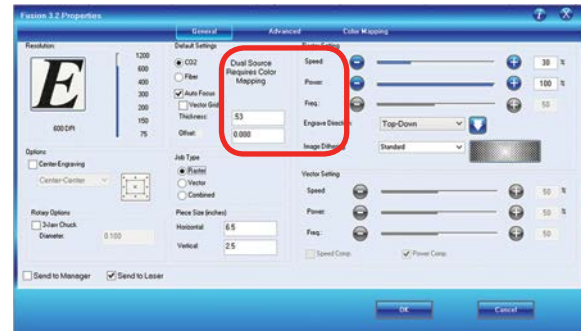 Fusion 3.2 Properties
General Advanced Color Mapping
Resolution
E
1200
600
400
300
200
150
75
600 DPI
Default Settings
CO2
Fiber
Auto Focus
Vector Grid
Thickness: .53
Offset: 0.000
Dual Source
Requires Color
Mapping
Raster Setting
Speed: 30 %
Power: 100 %
Freq.: 50
Engrave Direction Top-Down
Image Dithering Standard
Options
Center-Engraving
Center-Center
Job Type
Raster
Vector
Combined
Vector Setting
Speed 50 %
Power: 50 %
Freq.: 50
Speed Comp. Power Comp.
Rotary Options
3-Jaw Chuck
Diameter: 0.100
Piece Size (inches)
Horizontal 6.5
Vertical 2.5
Send to Manager Send to Laser
OK Cancel